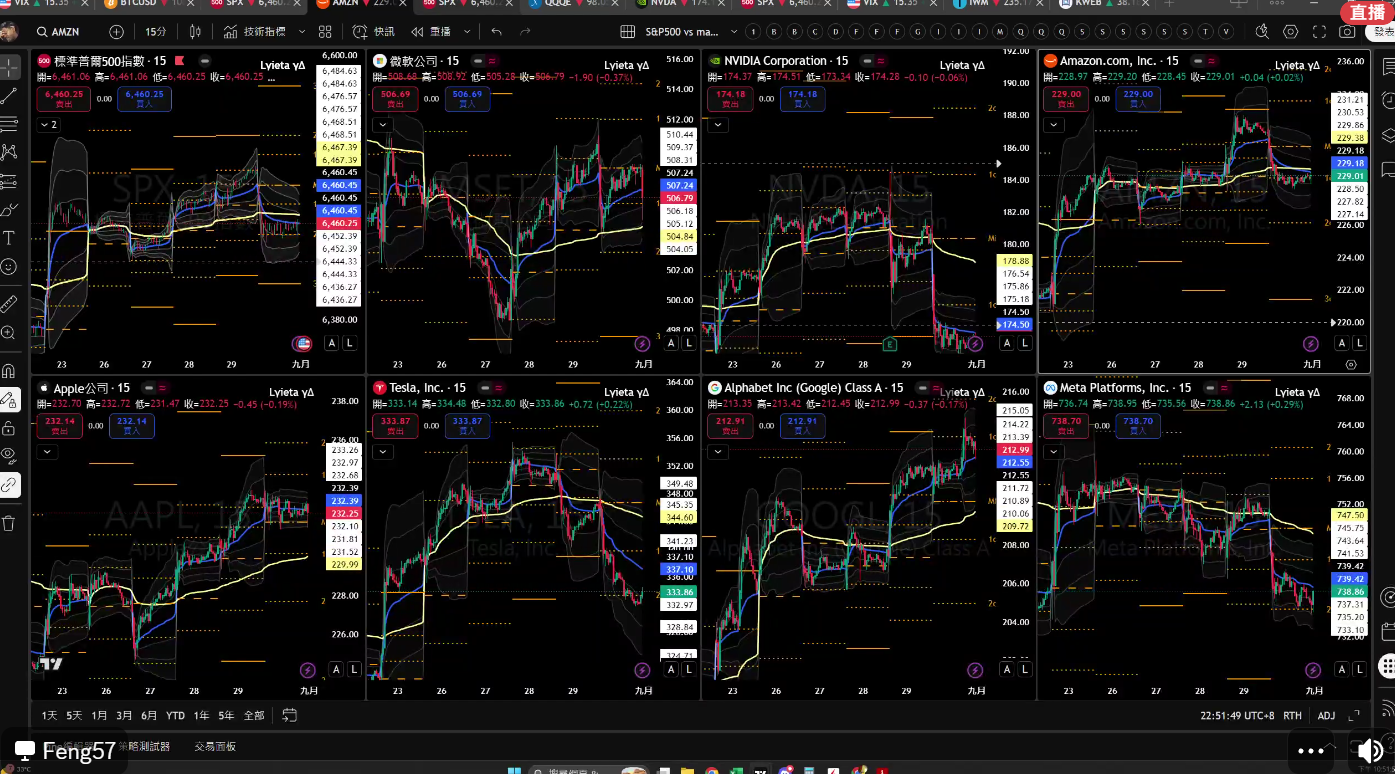 VIX ▲ 15.35
BTCUSD ▼
SPX ▼ 6,460.2
AMZN ▼ 229.0
SPX ▼ 6,460.2
QQQE ▼ 98.0
NVDA ▼ 174.1
SPX ▼ 6,460.2
VIX ▲ 15.35
IWM ▼ 235.1
KWEB ▲ 38.1
直播
AMZN
15分
技術指標
快訊
重播
S&P500 vs ma...
1 B B C D F F G I I I M Q Q Q S S S S S S T V
標準普爾500指數 · 15
Lyieta γΔ
開=6,461.06 高=6,461.06 低=6,460.25 收=6,460.25 ...
6,460.25 賣出
0.00
6,460.25 買入
2
6,600.00
6,484.63
6,484.63
6,476.57
6,476.57
6,468.51
6,468.51
6,467.39
6,467.39
6,460.45
6,460.45
6,460.45
6,460.45
6,460.25
6,452.39
6,452.39
6,444.33
6,444.33
6,436.27
6,436.27
6,380.00
A L
23 26 27 28 29 九月
微軟公司 · 15
Lyieta γΔ
開=508.68 高=508.92 低=505.28 收=506.79 -1.90 (-0.37%)
506.69 賣出
0.00
506.69 買入
516.00
514.00
512.00
510.44
509.37
508.31
507.24
507.24
506.79
506.18
505.12
504.84
504.05
502.00
500.00
498.00
A L
23 26 27 28 29 九月
NVIDIA Corporation · 15
Lyieta γΔ
開=174.37 高=174.51 低=173.34 收=174.28 -0.10 (-0.06%)
174.18 賣出
0.00
174.18 買入
192.00
190.00
188.00
186.00
184.00
182.00
180.00
178.88
176.54
175.86
175.18
174.50
174.50
A L
23 26 27 28 29 九月
Amazon.com, Inc. · 15
Lyieta γΔ
開=228.97 高=229.20 低=228.45 收=229.01 +0.04 (+0.02%)
229.00 賣出
0.00
229.00 買入
236.00
231.21
230.53
229.86
229.38
229.18
229.18
229.01
228.50
227.82
227.14
226.00
224.00
222.00
220.00
A L
23 26 27 28 29 九月
Apple公司 · 15
Lyieta γΔ
開=232.70 高=232.72 低=231.47 收=232.25 -0.45 (-0.19%)
232.14 賣出
0.00
232.14 買入
238.00
236.00
233.26
232.97
232.68
232.39
232.39
232.25
232.10
231.81
231.52
229.99
228.00
226.00
A L
23 26 27 28 29 九月
Tesla, Inc. · 15
Lyieta γΔ
開=333.14 高=334.48 低=332.80 收=333.86 +0.72 (+0.22%)
333.87 賣出
0.00
333.87 買入
364.00
360.00
356.00
352.00
349.48
348.00
345.35
344.60
341.23
337.10
337.10
336.00
333.86
332.97
328.84
324.71
A L
23 26 27 28 29 九月
Alphabet Inc (Google) Class A · 15
Lyieta γΔ
開=213.35 高=213.42 低=212.45 收=212.99 -0.37 (-0.17%)
212.91 賣出
0.00
212.91 買入
216.00
215.05
214.22
213.39
212.99
212.55
212.55
211.72
210.89
210.06
209.72
208.00
206.00
204.00
A L
23 26 27 28 29 九月
Meta Platforms, Inc. · 15
Lyieta γΔ
開=736.74 高=738.95 低=735.56 收=738.86 +2.13 (+0.29%)
738.70 賣出
0.00
738.70 買入
768.00
764.00
760.00
756.00
752.00
747.50
745.75
743.64
741.53
739.42
739.42
738.86
737.31
735.20
733.10
732.00
A L
23 26 27 28 29 九月
1天 5天 1月 3月 6月 YTD 1年 5年 全部
22:51:49 UTC+8 RTH ADJ
策略測試器 交易面板
Feng57